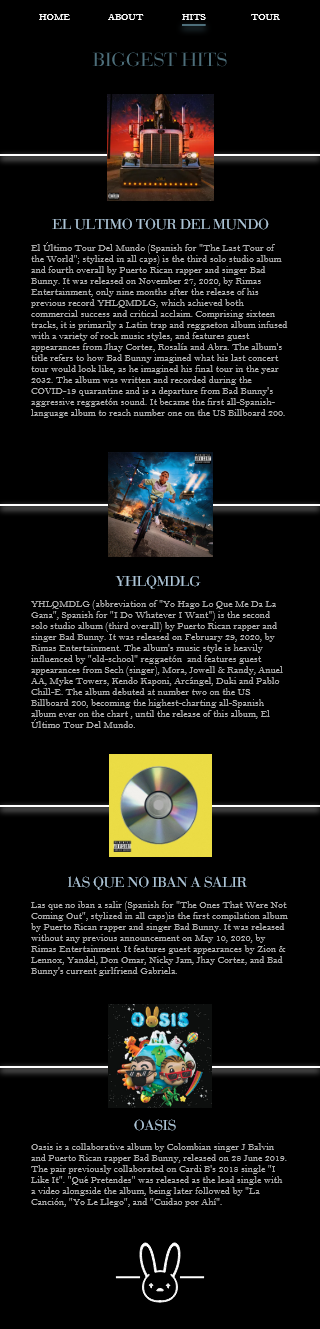 HOME ABOUT HITS TOUR
BIGGEST HITS
EL ULTIMO TOUR DEL MUNDO
El Último Tour Del Mundo (Spanish for "The Last Tour of
the World"; stylized in all caps) is the third solo studio album
and fourth overall by Puerto Rican rapper and singer Bad
Bunny. It was released on November 27, 2020, by Rimas
Entertainment, only nine months after the release of his
previous record YHLQMDLG, which achieved both
commercial success and critical acclaim. Comprising sixteen
tracks, it is primarily a Latin trap and reggaeton album infused
with a variety of rock music styles, and features guest
appearances from Jhay Cortez, Rosalía and Abra. The album's
title refers to how Bad Bunny imagined what his last concert
tour would look like, as he imagined his final tour in the year
2032. The album was written and recorded during the
COVID-19 quarantine and is a departure from Bad Bunny's
aggressive reggaetón sound. It became the first all-Spanish-
language album to reach number one on the US Billboard 200.
YHLQMDLG
YHLQMDLG (abbreviation of "Yo Hago Lo Que Me Da La
Gana", Spanish for "I Do Whatever I Want") is the second
solo studio album (third overall) by Puerto Rican rapper and
singer Bad Bunny. It was released on February 29, 2020, by
Rimas Entertainment. The album's music style is heavily
influenced by "old-school" reggaetón and features guest
appearances from Sech (singer), Mora, Jowell & Randy, Anuel
AA, Myke Towers, Kendo Kaponi, Arcángel, Duki and Pablo
Chill-E. The album debuted at number two on the US
Billboard 200, becoming the highest-charting all-Spanish
album ever on the chart , until the release of this album, El
Último Tour Del Mundo.
lAS QUE NO IBAN A SALIR
Las que no iban a salir (Spanish for "The Ones That Were Not
Coming Out", stylized in all caps)is the first compilation album
by Puerto Rican rapper and singer Bad Bunny. It was released
without any previous announcement on May 10, 2020, by
Rimas Entertainment. It features guest appearances by Zion &
Lennox, Yandel, Don Omar, Nicky Jam, Jhay Cortez, and Bad
Bunny's current girlfriend Gabriela.
OASIS
OASIS
Oasis is a collaborative album by Colombian singer J Balvin
and Puerto Rican rapper Bad Bunny, released on 28 June 2019.
The pair previously collaborated on Cardi B's 2018 single "I
Like It". "Qué Pretendes" was released as the lead single with
a video alongside the album, being later followed by "La
Canción", "Yo Le Llego", and "Cuidao por Ahí".